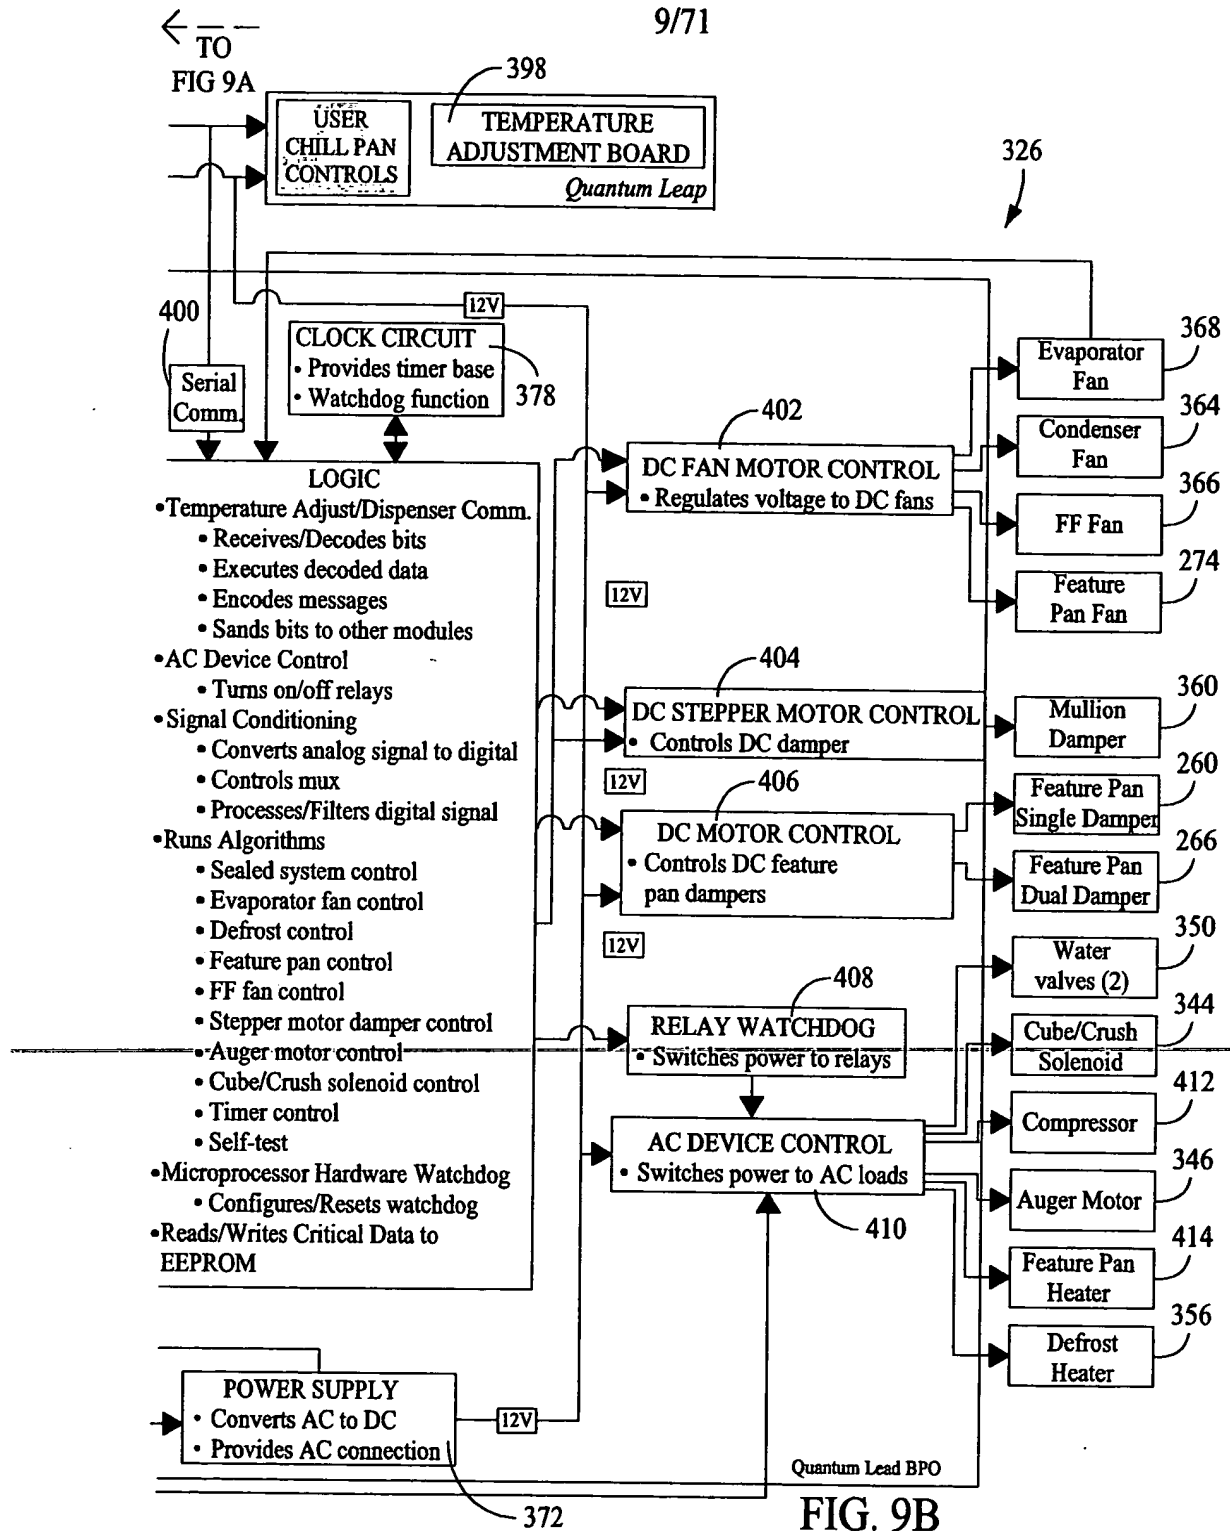 9/71
TO
FIG 9A
398
USER
CHILL PAN
CONTROLS
TEMPERATURE
ADJUSTMENT BOARD
Quantum Leap
326
12V
400
Serial
Comm.
CLOCK CIRCUIT
• Provides timer base
• Watchdog function
378
LOGIC
•Temperature Adjust/Dispenser Comm.
• Receives/Decodes bits
• Executes decoded data
• Encodes messages
• Sands bits to other modules
•AC Device Control
• Turns on/off relays
•Signal Conditioning
• Converts analog signal to digital
• Controls mux
• Processes/Filters digital signal
•Runs Algorithms
• Sealed system control
• Evaporator fan control
• Defrost control
• Feature pan control
• FF fan control
• Stepper motor damper control
• Auger motor control
• Cube/Crush solenoid control
• Timer control
• Self-test
•Microprocessor Hardware Watchdog
• Configures/Resets watchdog
•Reads/Writes Critical Data to
EEPROM
402
DC FAN MOTOR CONTROL
• Regulates voltage to DC fans
12V
404
DC STEPPER MOTOR CONTROL
• Controls DC damper
12V
406
DC MOTOR CONTROL
• Controls DC feature
pan dampers
12V
408
RELAY WATCHDOG
• Switches power to relays
AC DEVICE CONTROL
• Switches power to AC loads
410
Evaporator
Fan
368
Condenser
Fan
364
FF Fan
366
Feature
Pan Fan
274
Mullion
Damper
360
Feature Pan
Single Damper
260
Feature Pan
Dual Damper
266
Water
valves (2)
350
Cube/Crush
Solenoid
344
Compressor
412
Auger Motor
346
Feature Pan
Heater
414
Defrost
Heater
356
POWER SUPPLY
• Converts AC to DC
• Provides AC connection
12V
372
Quantum Lead BPO
FIG. 9B